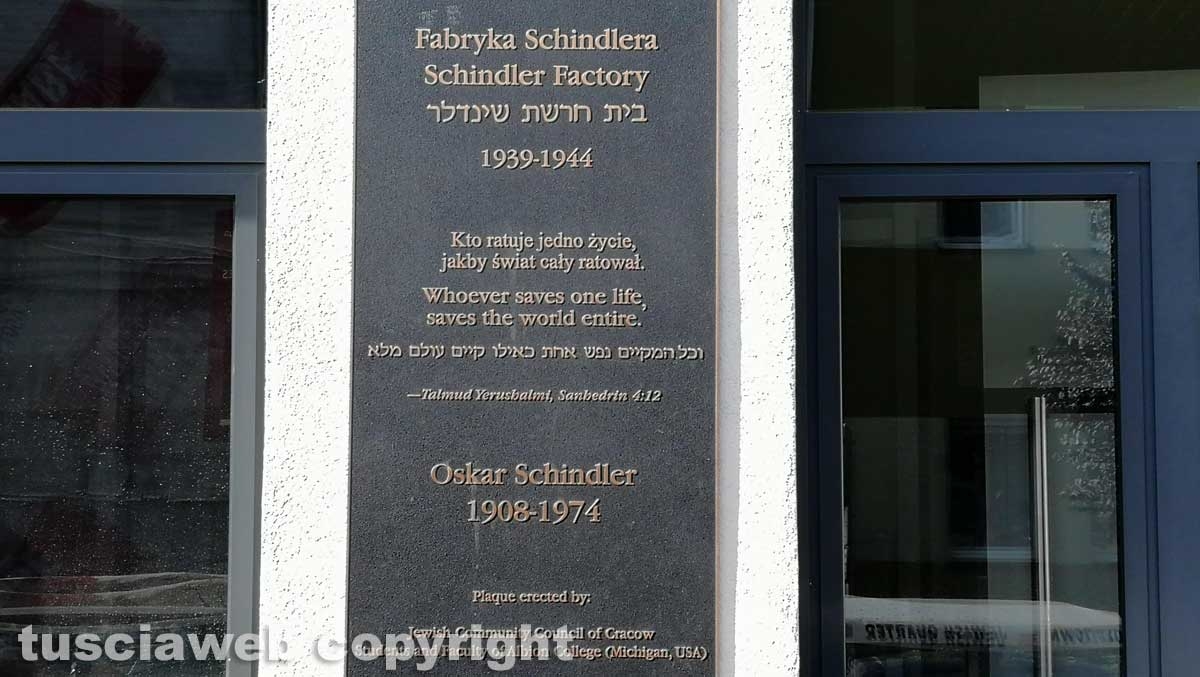 Fabryka Schindlera
Schindler Factory
בית חרשת שינדלר
1939-1944
Kto ratuje jedno życie,
jakby świat cały ratował.
Whoever saves one life,
saves the world entire.
וכל המקיים נפש אחת כאילו קיים עולם מלא
—Talmud Yerushalmi, Sanhedrin 4:12
Oskar Schindler
1908-1974
Plaque erected by:
Jewish Community Council of Cracow
Students and Faculty of Albion College (Michigan, USA)
tusciaweb copyright